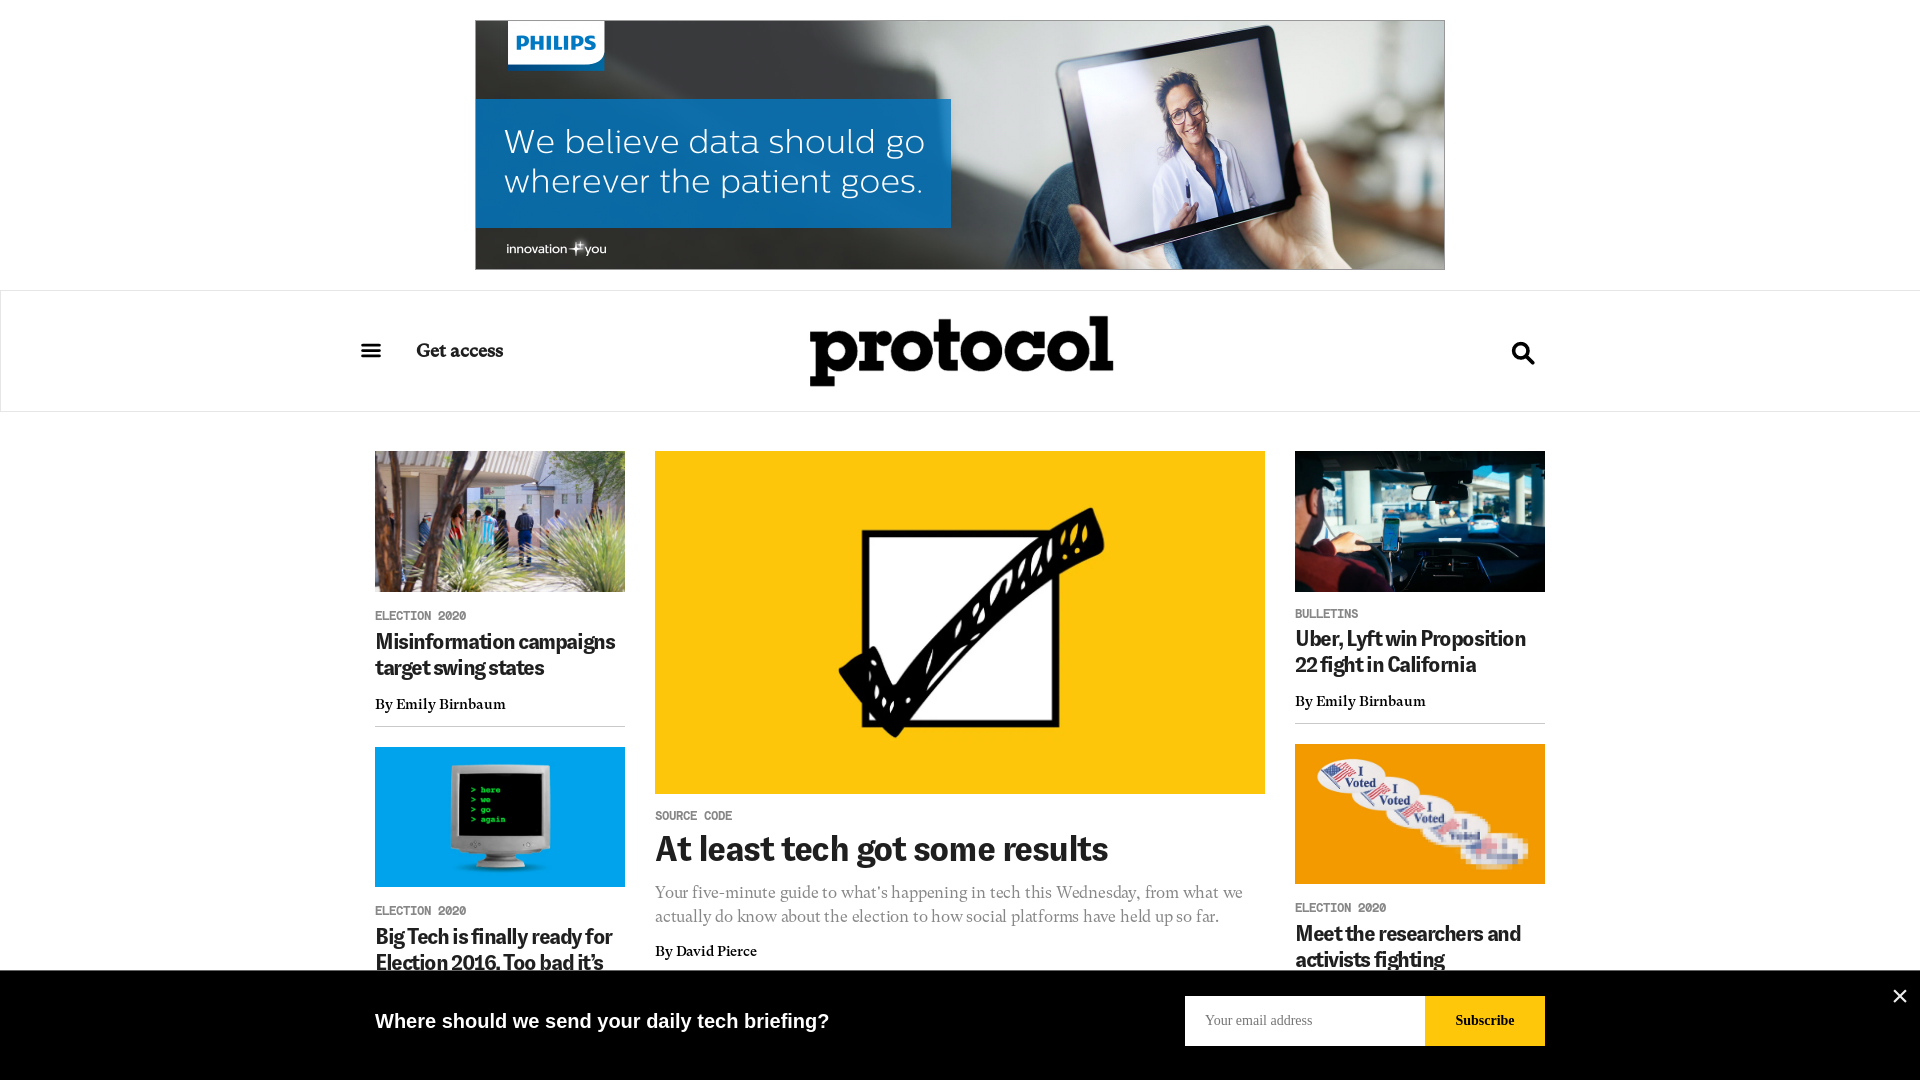 PHILIPS
We believe data should go
wherever the patient goes.
innovation you
Get access
protocol
ELECTION 2020
Misinformation campaigns
target swing states
By Emily Birnbaum
> here
> we
> go
> again
ELECTION 2020
Big Tech is finally ready for
Election 2016. Too bad it’s
SOURCE CODE
At least tech got some results
Your five-minute guide to what's happening in tech this Wednesday, from what we
actually do know about the election to how social platforms have held up so far.
By David Pierce
BULLETINS
Uber, Lyft win Proposition
22 fight in California
By Emily Birnbaum
I Voted
I Voted
I Voted
ELECTION 2020
Meet the researchers and
activists fighting
Where should we send your daily tech briefing?
Your email address
Subscribe